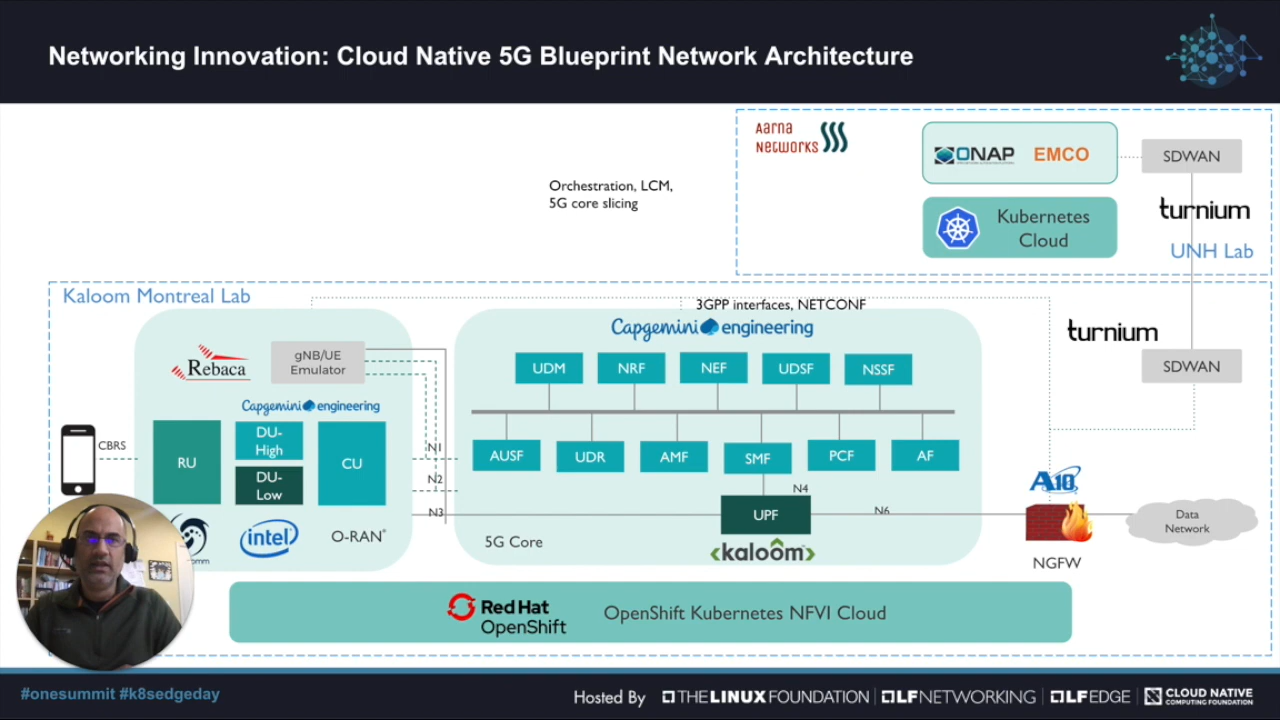 Networking Innovation: Cloud Native 5G Blueprint Network Architecture
Aarna
Networks
ONAP
EMCO
SDWAN
Orchestration, LCM,
5G core slicing
Kubernetes
Cloud
turnium
UNH Lab
Kaloom Montreal Lab
3GPP interfaces, NETCONF
Capgemini engineering
turnium
Rebaca
gNB/UE
Emulator
UDM
NRF
NEF
UDSF
NSSF
SDWAN
Capgemini engineering
CBRS
RU
DU-
High
DU-
Low
CU
N1
N2
N3
AUSF
UDR
AMF
SMF
PCF
AF
N4
UPF
N6
A10
Data
Network
intel
O-RAN
5G Core
kaloom
NGFW
Red Hat
OpenShift
OpenShift Kubernetes NFVI Cloud
#onesummit #k8sedgeday
Hosted By
THE LINUX FOUNDATION
LF NETWORKING
LF EDGE
CLOUD NATIVE
COMPUTING FOUNDATION